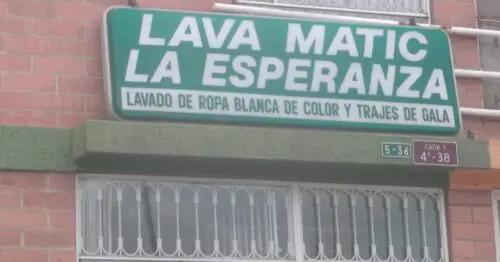 LAVA MATIC
LA ESPERANZA
LAVADO DE ROPA BLANCA DE COLOR Y TRAJES DE GALA
5-36
CALLE 1
4'-38